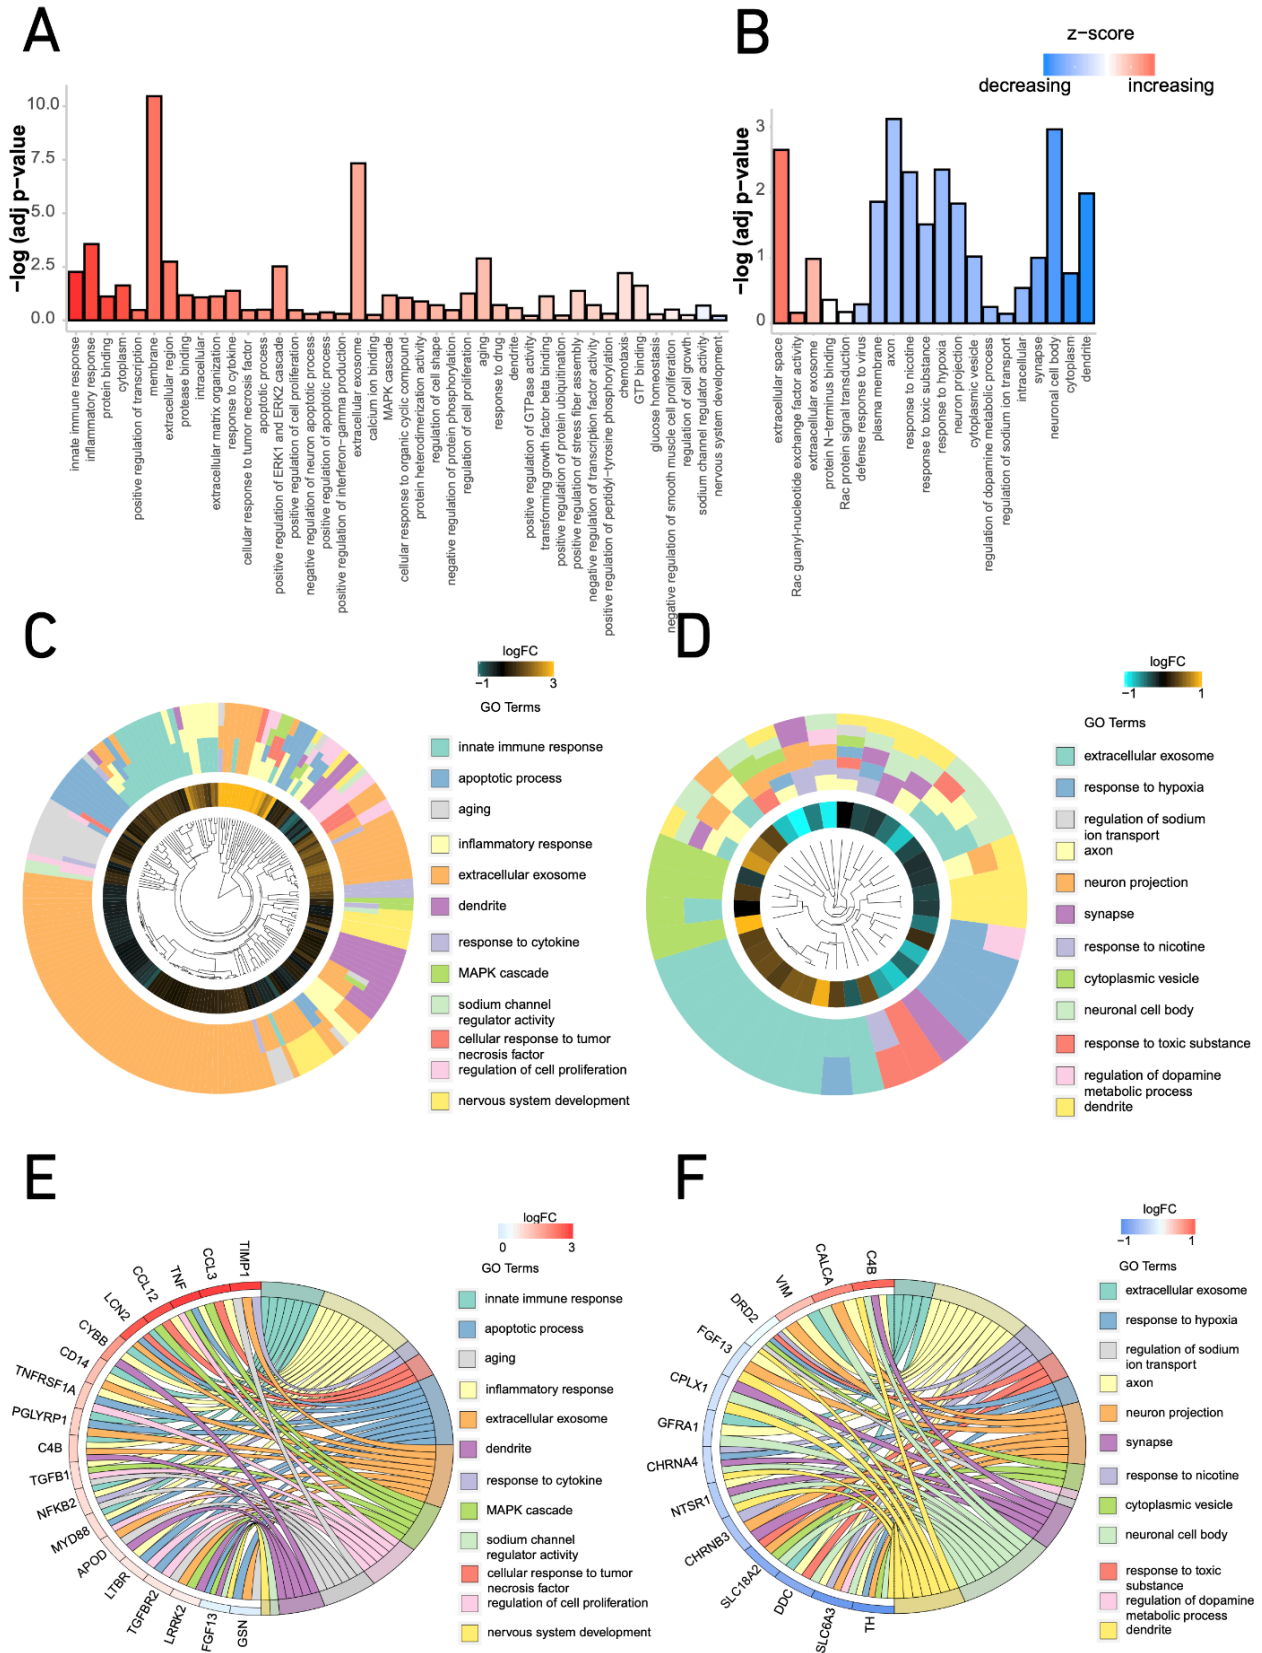 A
B
z-score
decreasing
increasing
-log (adj p-value
10.0
7.5
5.0
2.5
0.0
innate immune response
inflammatory response
protein binding
cytoplasm
positive regulation of transcription
membrane
extracellular region
protease binding
intracellular
extracellular matrix organization
response to cytokine
cellular response to tumor necrosis factor
apoptotic process
positive regulation of ERK1 and ERK2 cascade
positive regulation of cell proliferation
negative regulation of neuron apoptotic process
positive regulation of apoptotic process
positive regulation of interferon-gamma production
extracellular exosome
calcium ion binding
MAPK cascade
cellular response to organic cyclic compound
protein heterodimerization activity
regulation of cell shape
negative regulation of protein phosphorylation
regulation of cell proliferation
aging
response to drug
dendrite
positive regulation of GTPase activity
transforming growth factor beta binding
positive regulation of protein ubiquitination
positive regulation of stress fiber assembly
negative regulation of transcription factor activity
positive regulation of peptidyl-tyrosine phosphorylation
chemotaxis
GTP binding
glucose homeostasis
negative regulation of smooth muscle cell proliferation
regulation of cell growth
sodium channel regulator activity
nervous system development
-log (adj p-value
3
2
1
0
extracellular space
Rac guanyl-nucleotide exchange factor activity
extraacellular exosome
protein N-terminus binding
Rac protein signal transduction
defense response to virus
plasma membrane
axon
response to nicotine
response to toxic substance
response to hypoxia
neuron projection
cytoplasmic vesicle
regulation of dopamine metabolic process
regulation of sodium ion transport
intracellular
synapse
neuronal cell body
cytoplasm
dendrite
C
logFC
-1 3
GO Terms
innate immune response
apoptotic process
aging
inflammatory response
extracellular exosome
dendrite
response to cytokine
MAPK cascade
sodium channel
regulator activity
cellular response to tumor
necrosis factor
regulation of cell proliferation
nervous system development
D
logFC
-1 1
GO Terms
extracellular exosome
response to hypoxia
regulation of sodium
ion transport
axon
neuron projection
synapse
response to nicotine
cytoplasmic vesicle
neuronal cell body
response to toxic substance
regulation of dopamine
metabolic process
dendrite
E
logFC
0 3
GO Terms
innate immune response
apoptotic process
aging
inflammatory response
extracellular exosome
dendrite
response to cytokine
MAPK cascade
sodium channel
regulator activity
cellular response to tumor
necrosis factor
regulation of cell proliferation
nervous system development
TIMP1
CCL3
TNF
CCL12
LCN2
CYBB
CD14
TNFRSF1A
PGLYRP1
C4B
TGFB1
NFKB2
MYD88
APOD
LTBR
TGFBR2
LRRK2
FGF13
GSN
F
logFC
-1 1
GO Terms
extracellular exosome
response to hypoxia
regulation of sodium
ion transport
axon
neuron projection
synapse
response to nicotine
cytoplasmic vesicle
neuronal cell body
response to toxic
substance
regulation of dopamine
metabolic process
dendrite
C4B
CALCA
VIM
DRD2
FGF13
CPLX1
GFRA1
CHRNA4
NTSR1
CHRNB3
SLC18A2
DDC
SLC6A3
TH